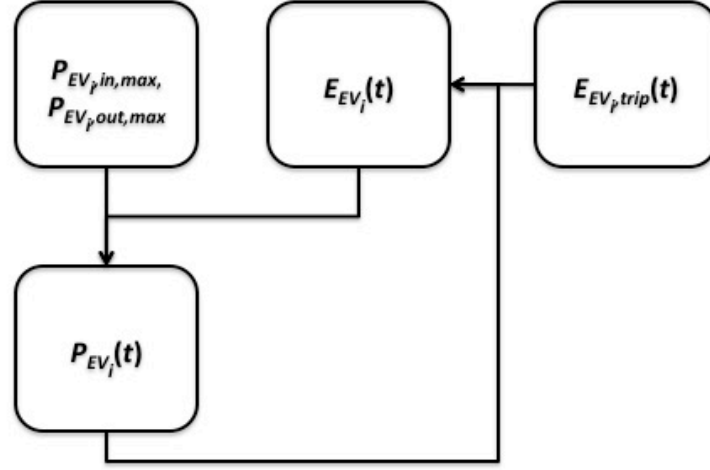 P_{EV_i,in,max},
P_{EV_i,out,max}
E_{EV_i}(t)
E_{EV_i,trip}(t)
P_{EV_i}(t)